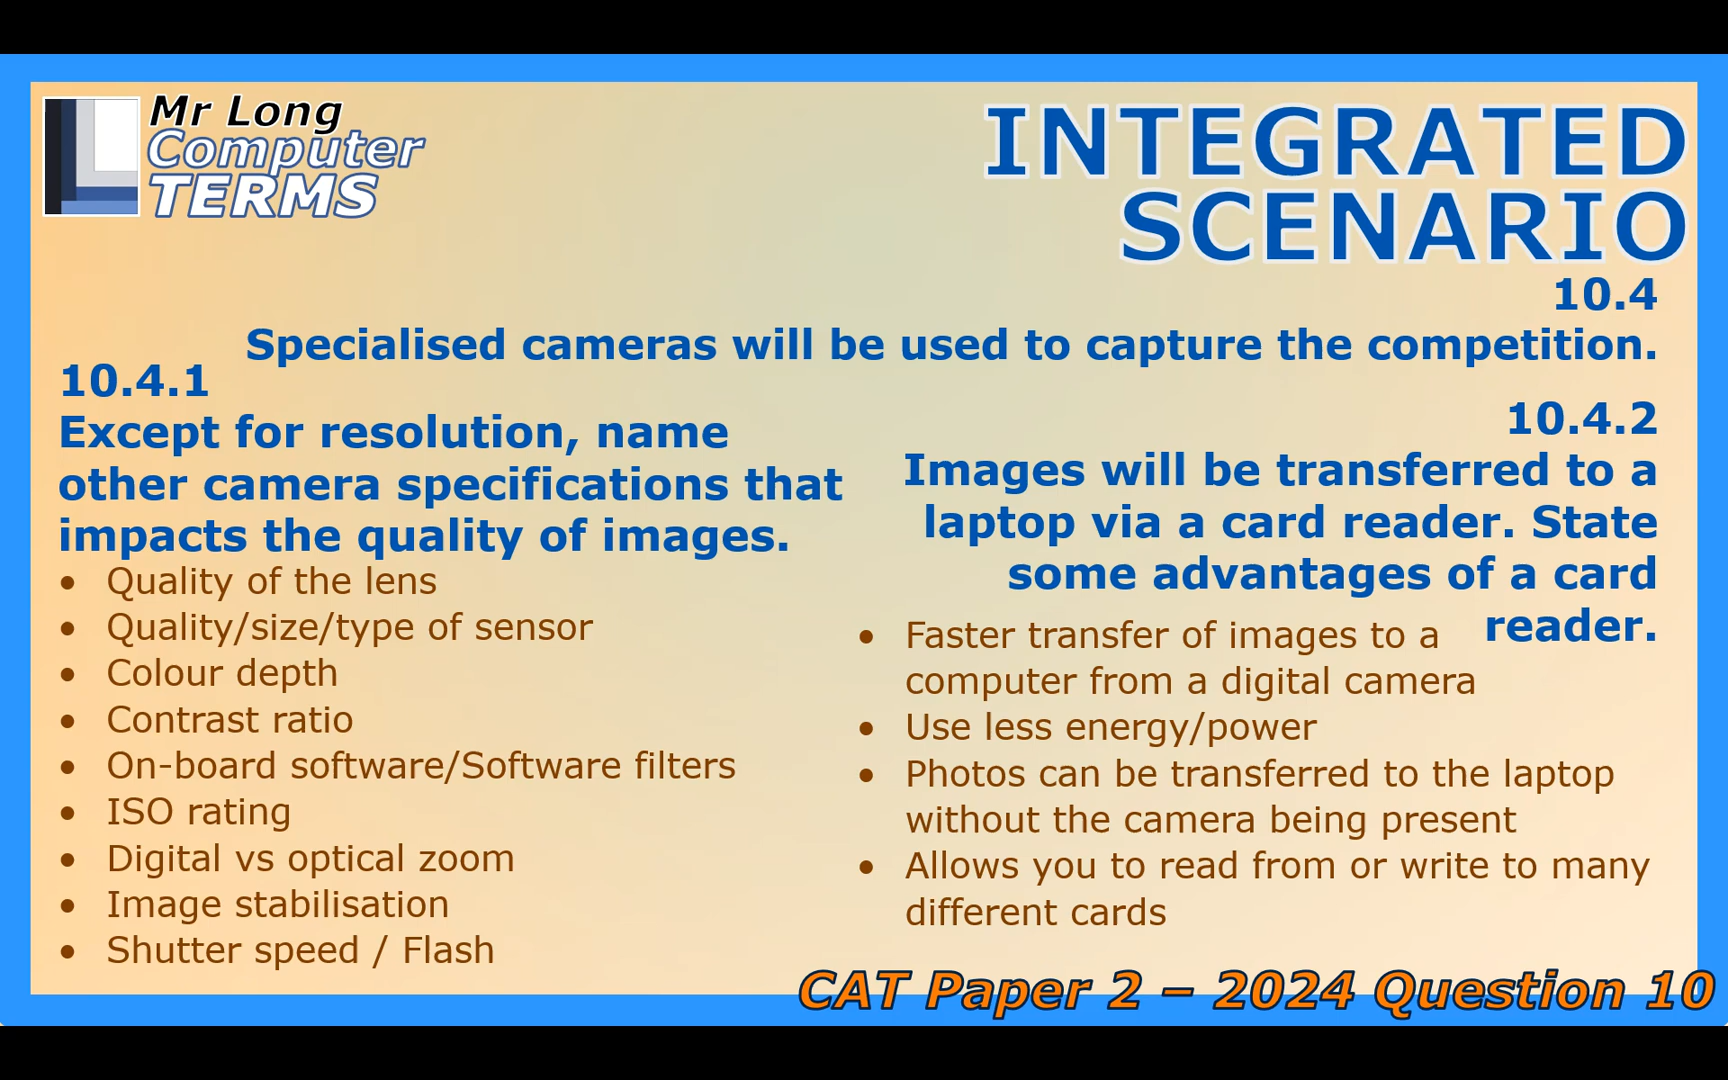 Mr Long
Computer
TERMS
INTEGRATED
SCENARIO
10.4
Specialised cameras will be used to capture the competition.
10.4.1
Except for resolution, name
other camera specifications that
impacts the quality of images.
• Quality of the lens
• Quality/size/type of sensor
• Colour depth
• Contrast ratio
• On-board software/Software filters
• ISO rating
• Digital vs optical zoom
• Image stabilisation
• Shutter speed / Flash
10.4.2
Images will be transferred to a
laptop via a card reader. State
some advantages of a card
reader.
• Faster transfer of images to a
computer from a digital camera
• Use less energy/power
• Photos can be transferred to the laptop
without the camera being present
• Allows you to read from or write to many
different cards
CAT Paper 2 – 2024 Question 10